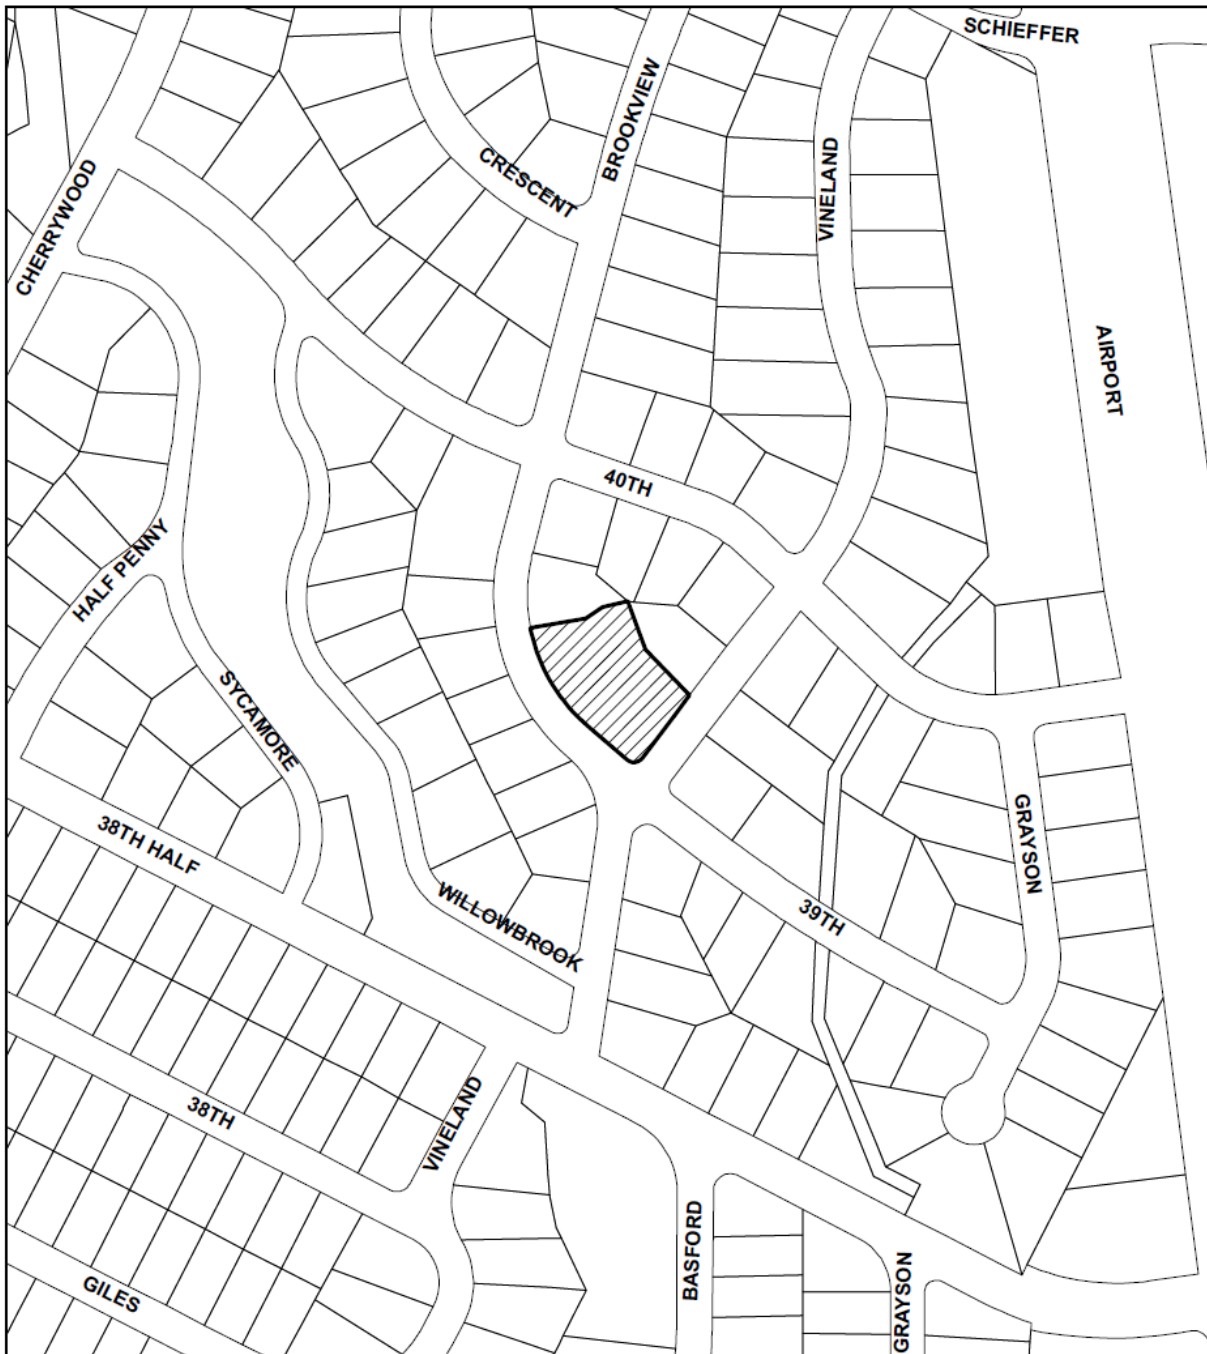 SCHIEFFER
BROOKVIEW
CRESCENT
VINELAND
CHERRYWOOD
AIRPORT
40TH
HALF PENNY
SYCAMORE
GRAYSON
38TH HALF
WILLOWBROOK
39TH
38TH
VINELAND
BASFORD
GRAYSON
GILES